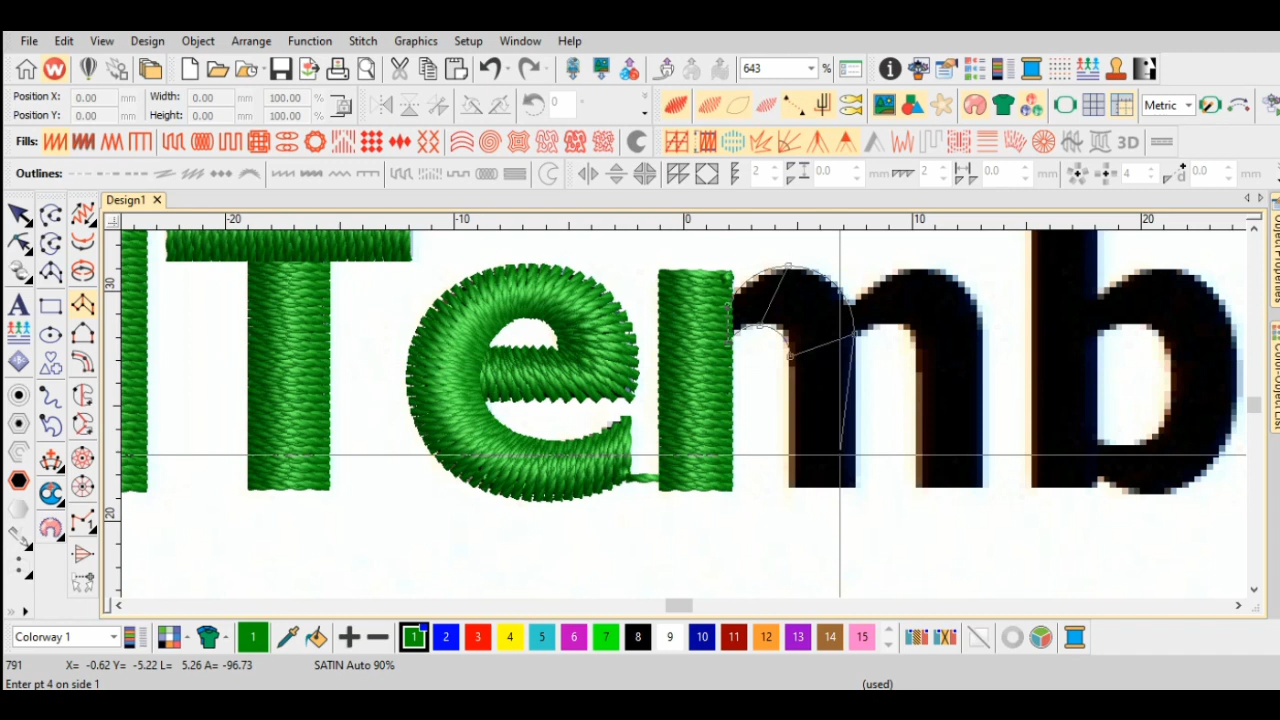 File Edit View Design Object Arrange Function Stitch Graphics Setup Window Help
643 %
Position X: 0.00 mm Width: 0.00 mm 100.00 % 0
Position Y: 0.00 mm Height: 0.00 mm 100.00 % Metric
Fills: 3D
Outlines: 2 0.0 mm 2 0.0 mm 4 0.0 mm
Design1
-20 -10 0 10 20
30
20
Temb
Colorway 1 1 1 2 3 4 5 6 7 8 9 10 11 12 13 14 15
791 X= -0.62 Y= -5.22 L= 5.26 A= -96.73 SATIN Auto 90%
Enter pt 4 on side 1 (used)